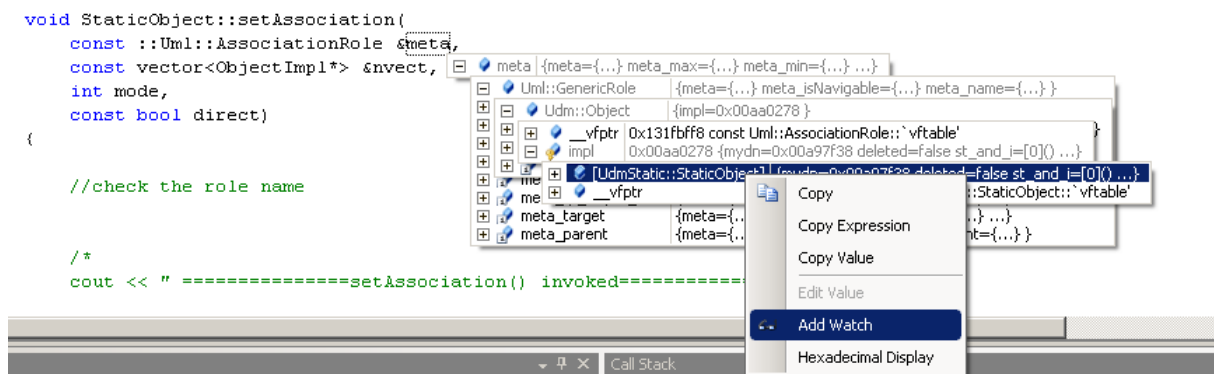 void StaticObject::setAssociation(
const ::Uml::AssociationRole &meta,
const vector<ObjectImpl*> &nvect,
meta {meta={...} meta_max={...} meta_min={...} ...}
int mode,
Uml::GenericRole {meta={...} meta_isNavigable={...} meta_name={...} }
const bool direct)
Udm::Object {impl=0x00aa0278 }
{
__vfptr 0x131fbff8 const Uml::AssociationRole::`vftable'
}
impl 0x00aa0278 {mydn=0x00a97f38 deleted=false st_and_i=[0]() ...}
[UdmStatic::StaticObject] {mydn=0x00a97f38 deleted=false st_and_i=[0]() ...}
//check the role name
me
__vfptr
::StaticObject::`vftable'
me
meta_target {meta={... ...} ...}
meta_parent {meta={... nt={...} }
/*
cout << " ===============setAssociation() invoked============
Copy
Copy Expression
Copy Value
Edit Value
Add Watch
Hexadecimal Display
Call Stack